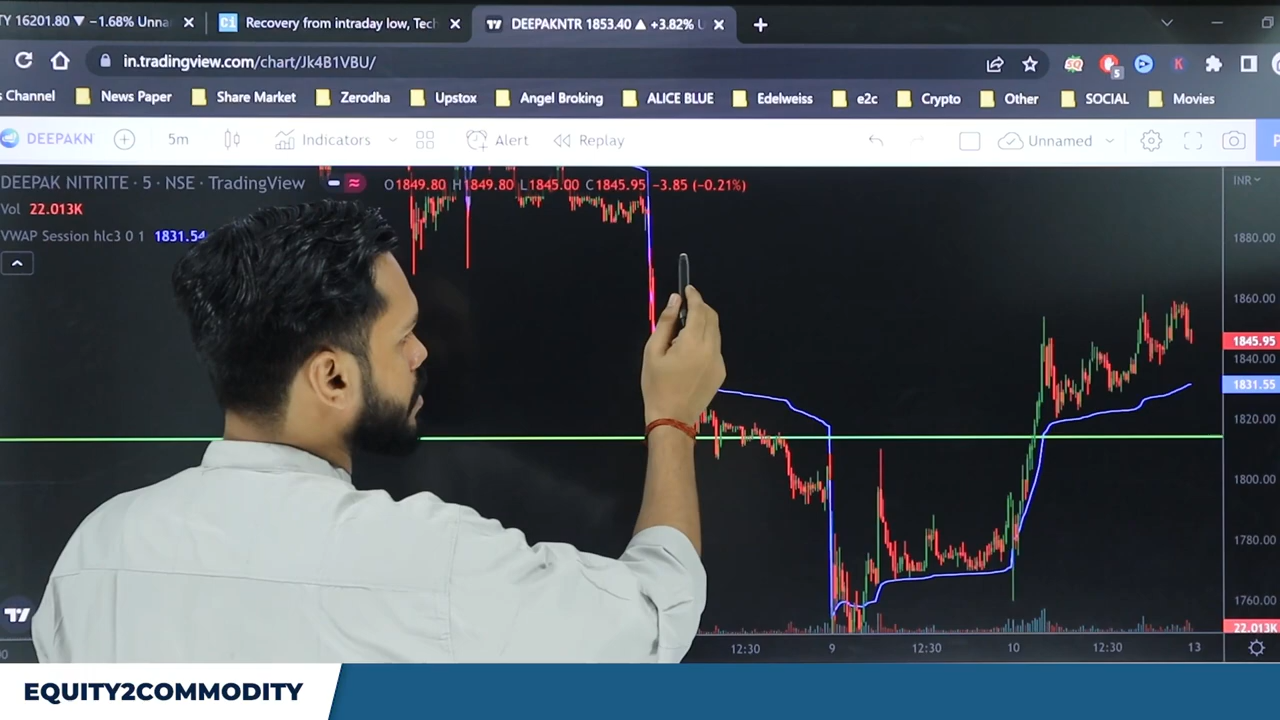 TY 16201.80 ▼ −1.68% Unna
Ci Recovery from intraday low, Tec
DEEPAKNTR 1853.40 ▲ +3.82% U
in.tradingview.com/chart/Jk4B1VBU/
SQ 5 K
s Channel News Paper Share Market Zerodha Upstox Angel Broking ALICE BLUE Edelweiss e2c Crypto Other SOCIAL Movies
DEEPAKN 5m Indicators Alert Replay Unnamed P
DEEPAK NITRITE · 5 · NSE · TradingView O1849.80 H1849.80 L1845.00 C1845.95 −3.85 (−0.21%) INR
Vol 22.013K
VWAP Session hlc3 0 1 1831.54
1880.00
1860.00
1845.95
1840.00
1831.55
1820.00
1800.00
1780.00
1760.00
22.013K
12:30 9 12:30 10 12:30 13
EQUITY2COMMODITY